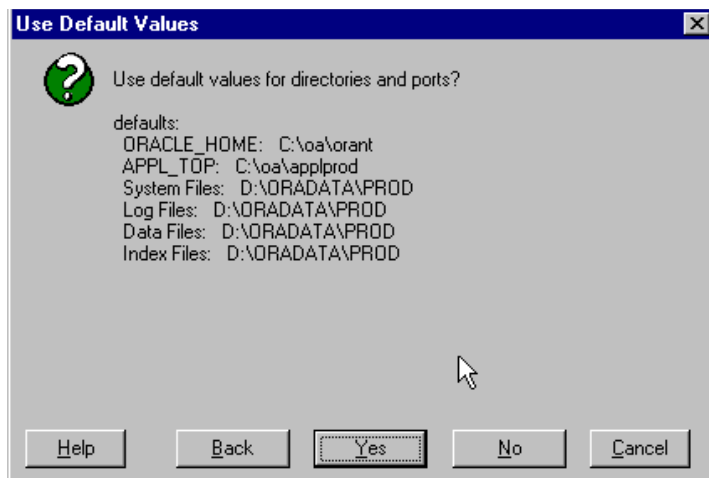 Use Default Values
Use default values for directories and ports?
defaults:
ORACLE_HOME: C:\oa\orant
APPL_TOP: C:\oa\applprod
System Files: D:\ORADATA\PROD
Log Files: D:\ORADATA\PROD
Data Files: D:\ORADATA\PROD
Index Files: D:\ORADATA\PROD
Help Back Yes No Cancel